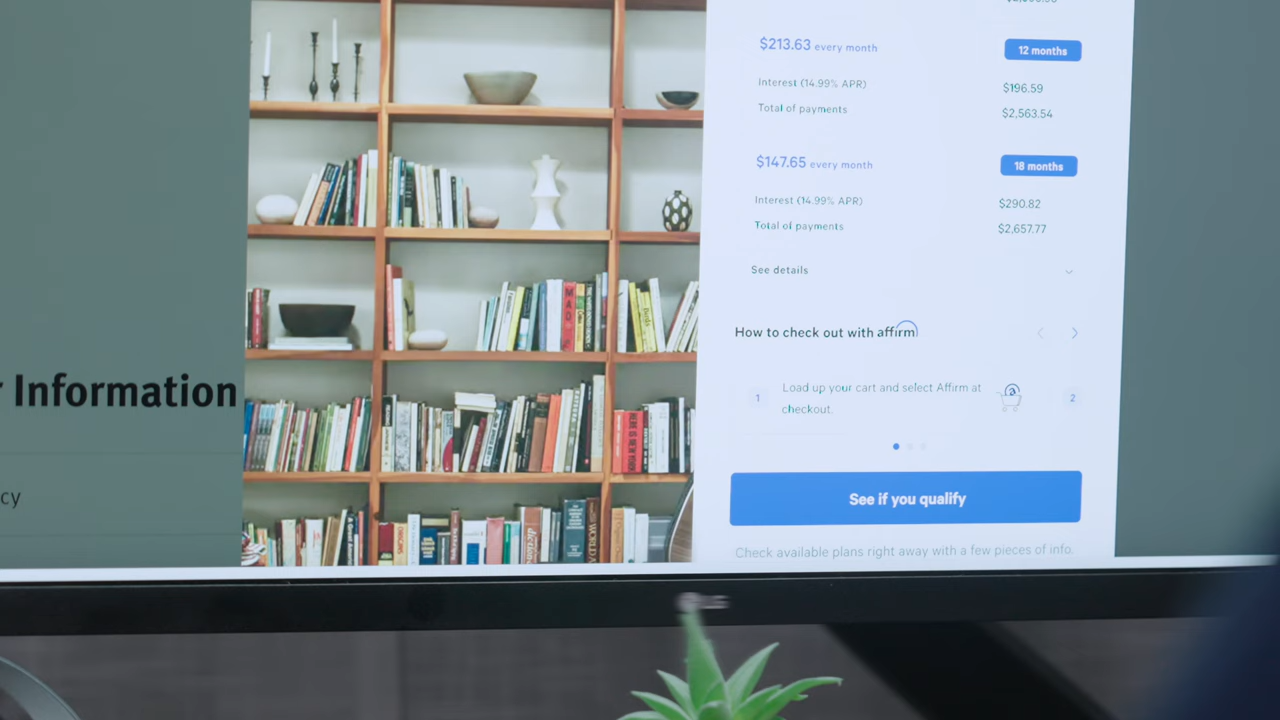 $213.63 every month
12 months
Interest (14.99% APR)
$196.59
Total of payments
$2,563.54
$147.65 every month
18 months
Interest (14.99% APR)
$290.82
Total of payments
$2,657.77
See details
How to check out with affirm
1
Load up your cart and select Affirm at
checkout.
2
See if you qualify
Check available plans right away with a few pieces of info.
Information
cy
MAD